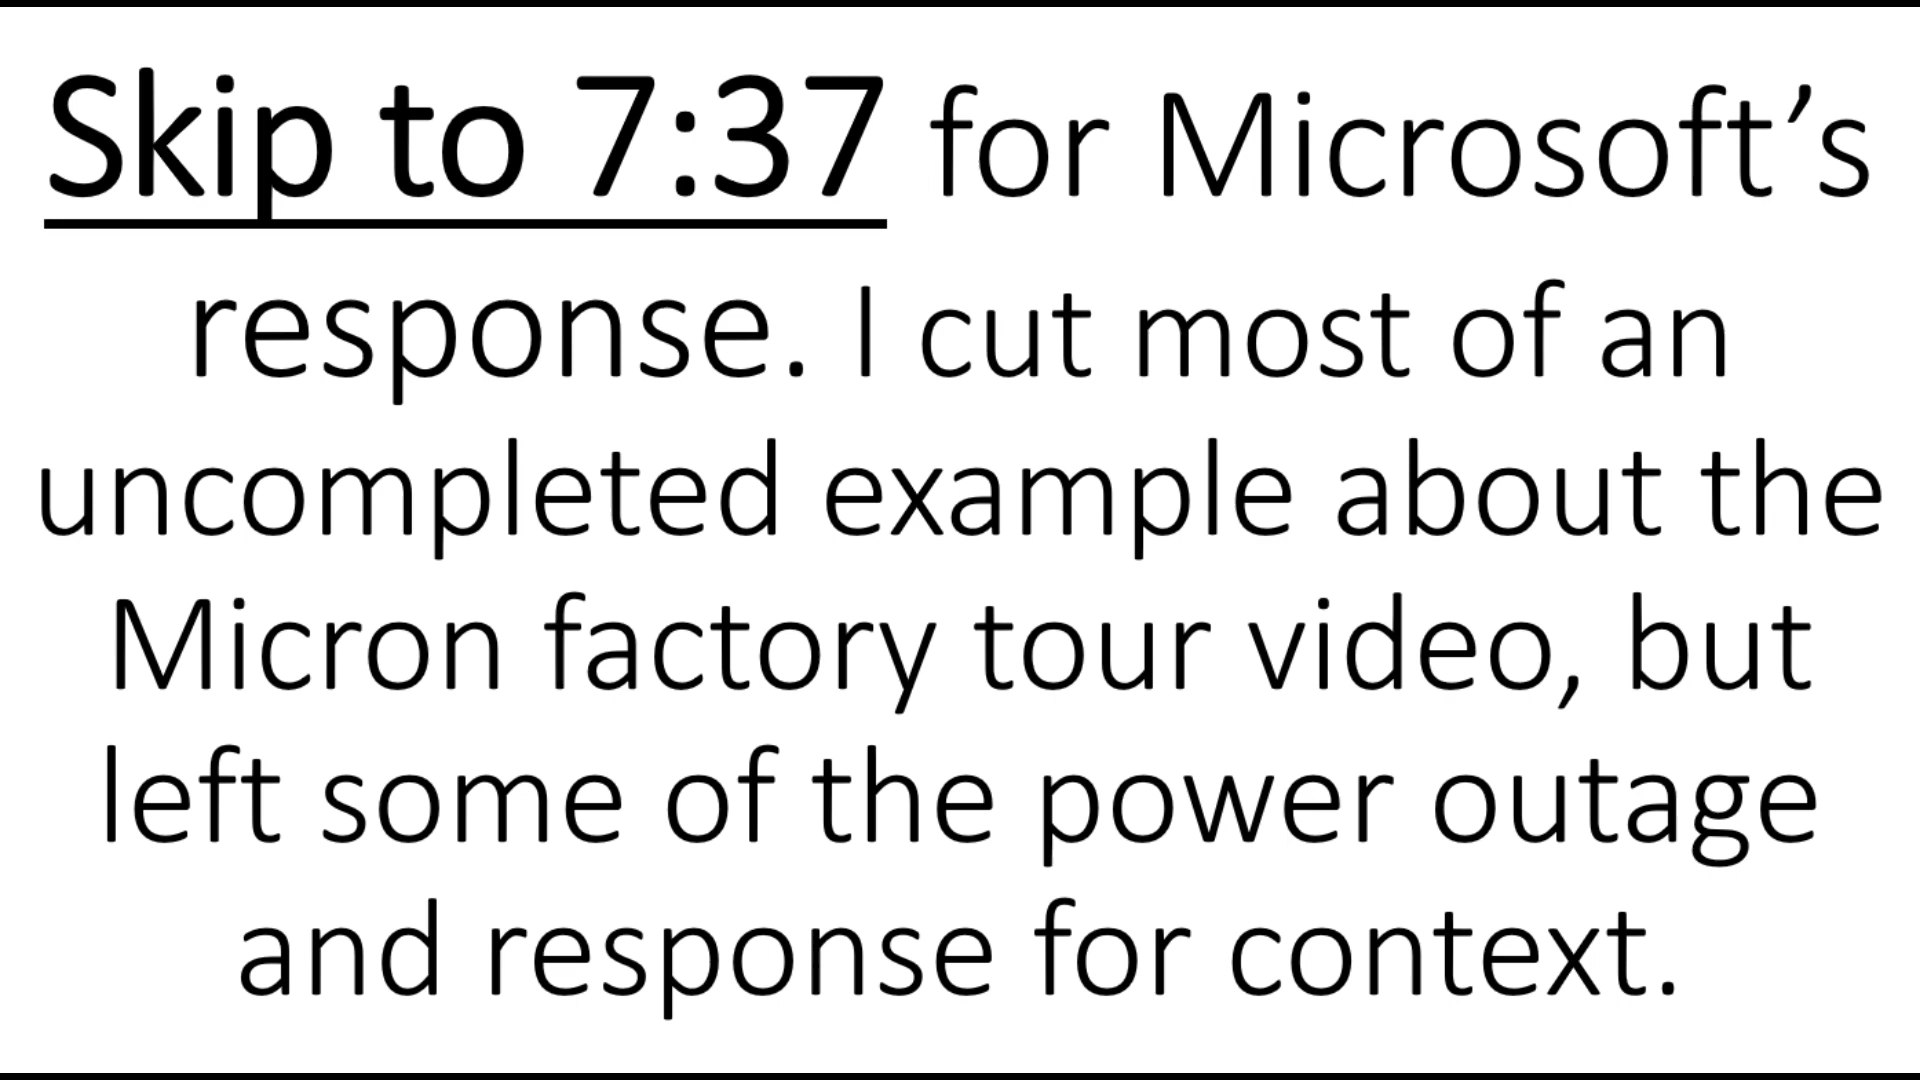 Skip to 7:37 for Microsoft’s
response. I cut most of an
uncompleted example about the
Micron factory tour video, but
left some of the power outage
and response for context.